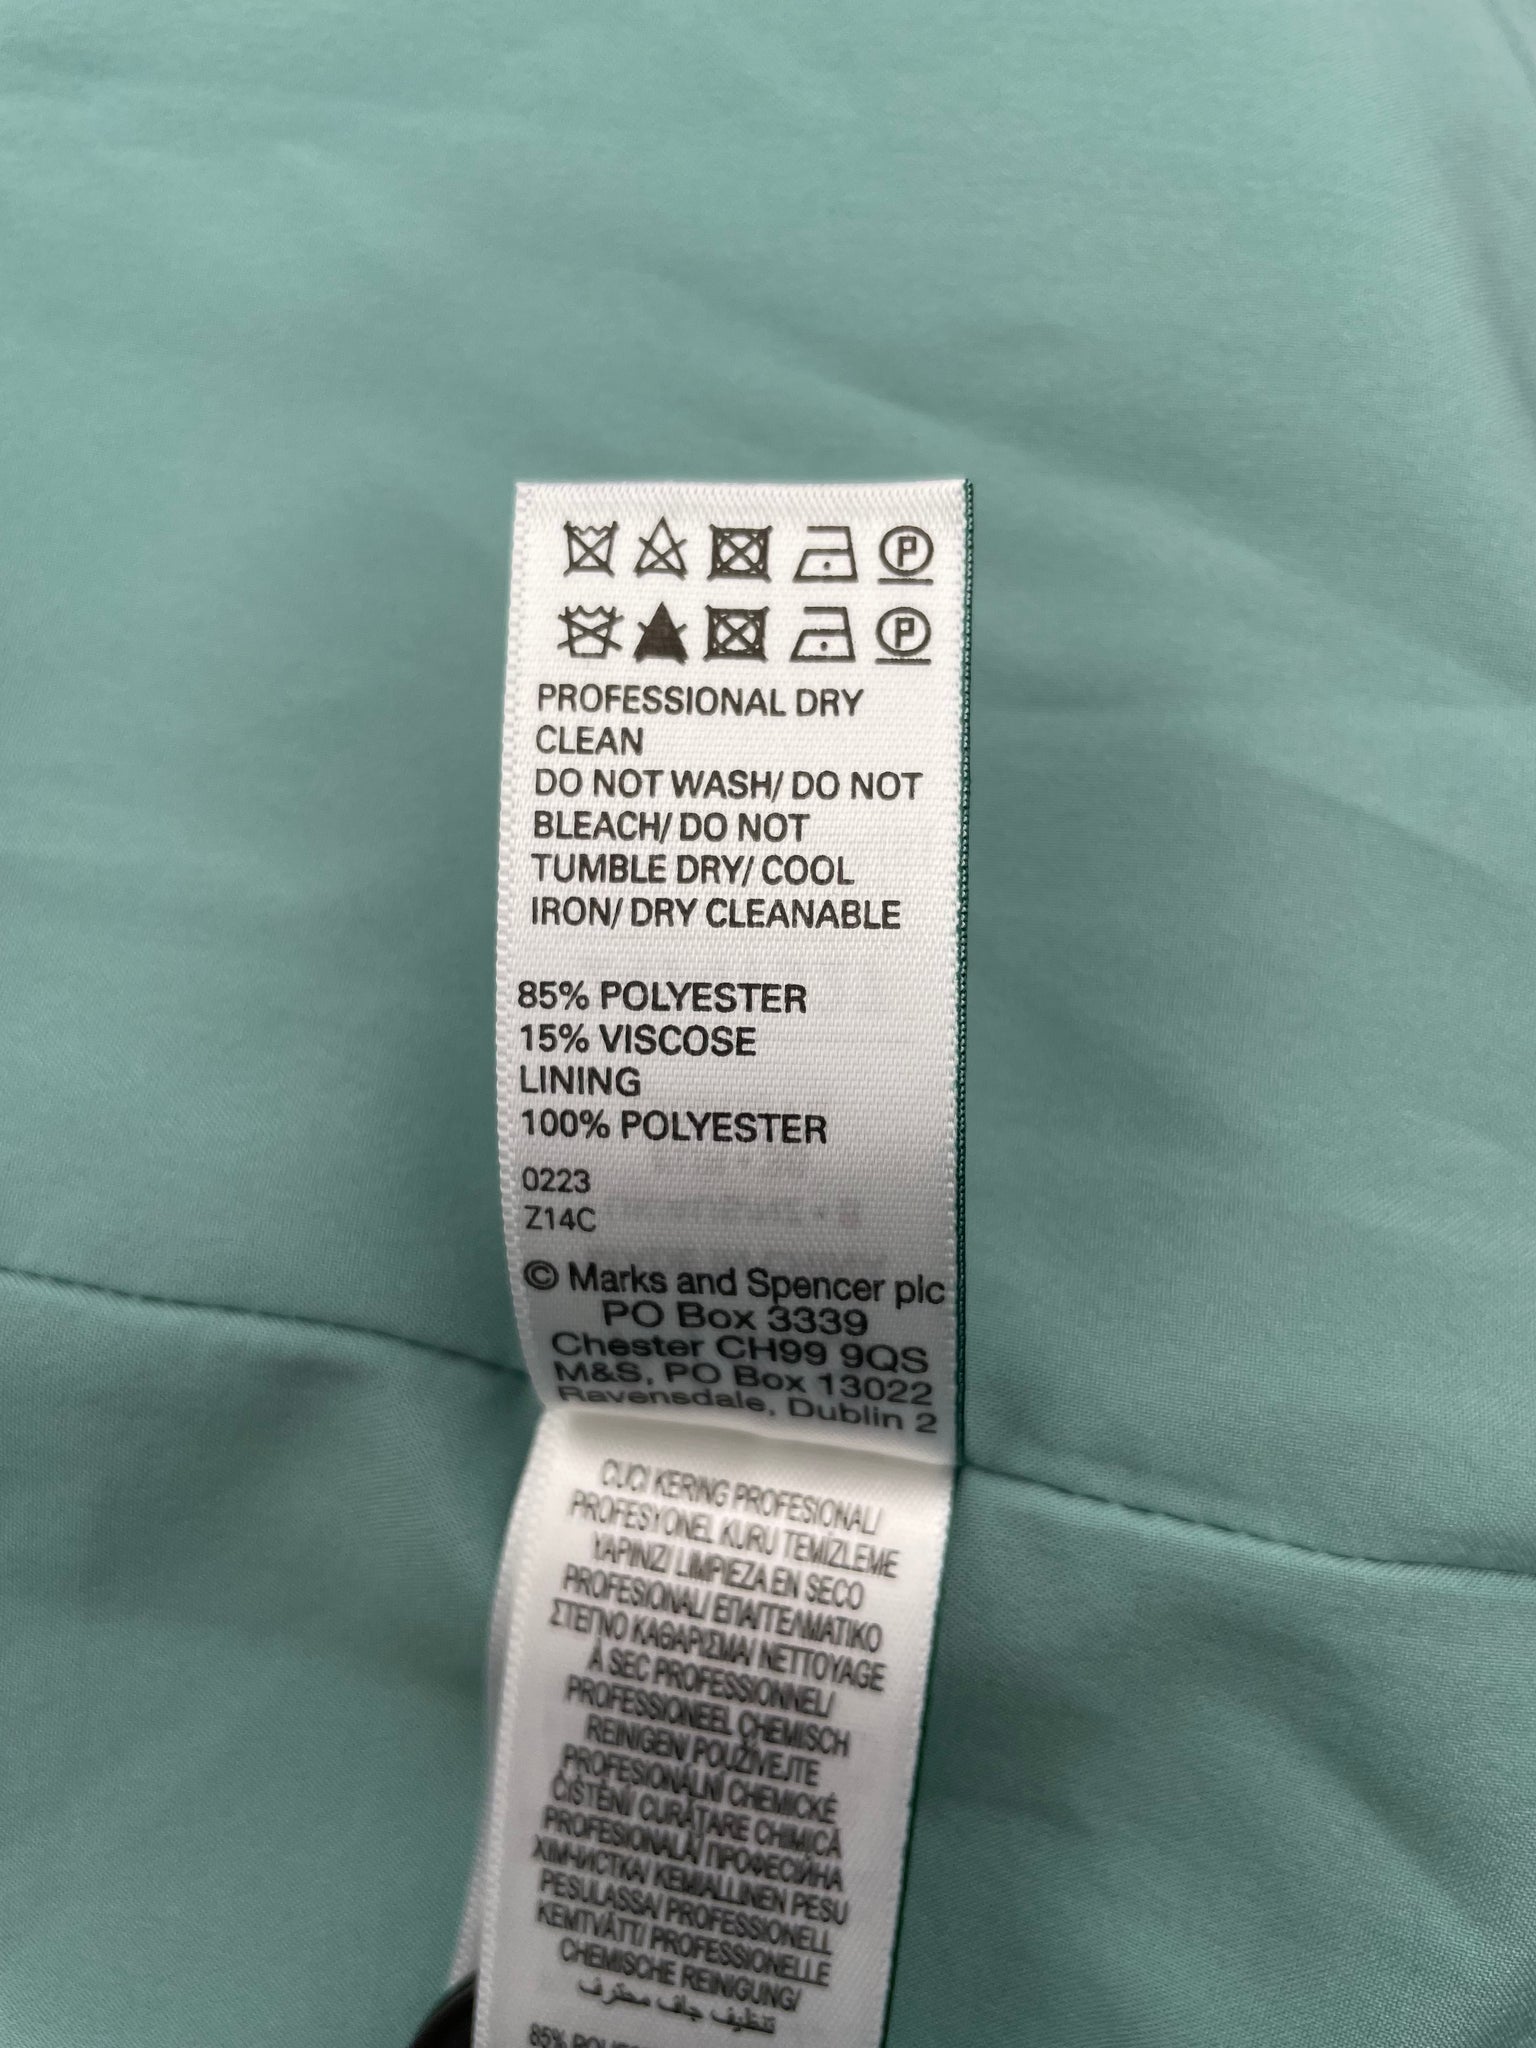 PROFESSIONAL DRY
CLEAN
DO NOT WASH/ DO NOT
BLEACH/ DO NOT
TUMBLE DRY/ COOL
IRON/ DRY CLEANABLE
85% POLYESTER
15% VISCOSE
LINING
100% POLYESTER
0223
Z14C
© Marks and Spencer plc
PO Box 3339
Chester CH99 9QS
M&S, PO Box 13022
Ravensdale, Dublin 2
CUCI KERING PROFESIONAL/
PROFESYONEL KURU TEMİZLEME
YAPINIZ/ LIMPIEZA EN SECO
PROFESIONAL/ ΕΠΑΓΓΕΛΜΑΤΙΚΟ
ΣΤΕΓΝΟ ΚΑΘΑΡΙΣΜΑ/ NETTOYAGE
À SEC PROFESSIONNEL/
PROFESSIONEEL CHEMISCH
REINIGEN/ POUŽÍVEJTE
PROFESIONÁLNÍ CHEMICKÉ
ČIŠTĚNÍ/ CURĂŢARE CHIMICĂ
PROFESIONALĂ/ ПРОФЕСІЙНА
ХІМЧИСТКА/ KEMIALLINEN PESU
PESULASSA/ PROFESSIONELL
KEMTVÄTT/ PROFESSIONELLE
CHEMISCHE REINIGUNG/
تنظيف جاف محترف
85%